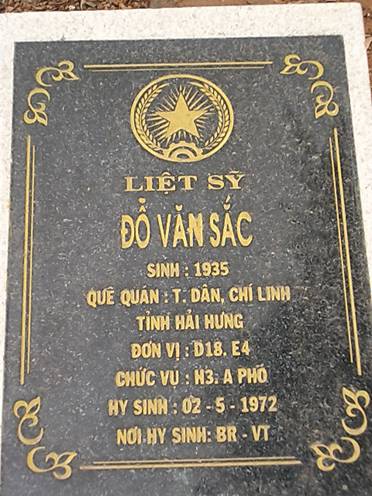 LIỆT SỸ
ĐỖ VĂN SẮC
SINH : 1935
QUÊ QUÁN : T. DÂN, CHÍ LINH
TỈNH HẢI HƯNG
ĐƠN VỊ : D18. E4
CHỨC VỤ : H3. A PHÓ
HY SINH : 02 - 5 - 1972
NƠI HY SINH: BR - VT